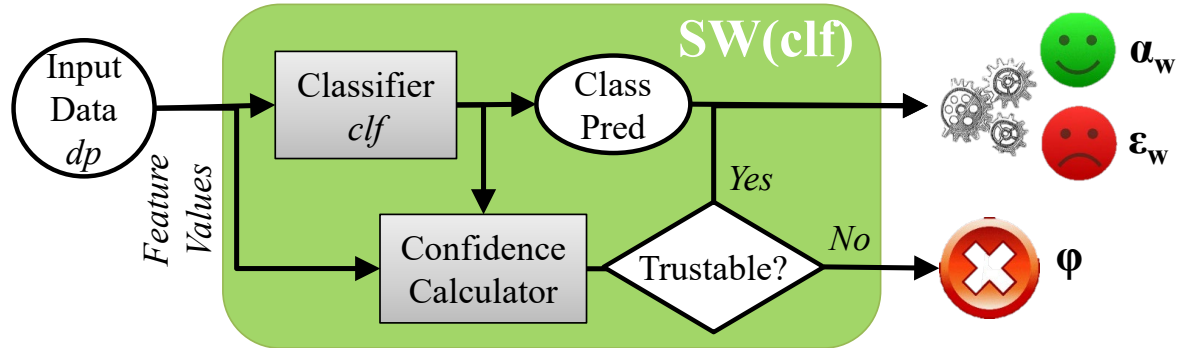 SW(clf)
Input
Data
dp
Classifier
clf
Class
Pred
αw
εw
Feature
Values
Yes
Confidence
Calculator
Trustable?
No
φ